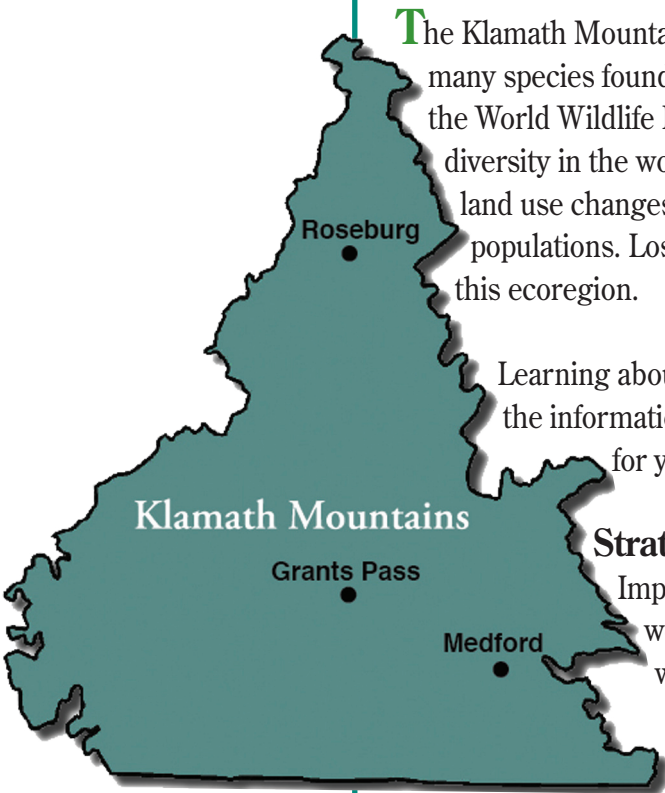 The Klamath Mounta
many species found
the World Wildlife
diversity in the wo
land use changes
populations. Los
this ecoregion.
Learning abou
the informati
for y
Strat
Imp
w
w
Roseburg
Klamath Mountains
Grants Pass
Medford